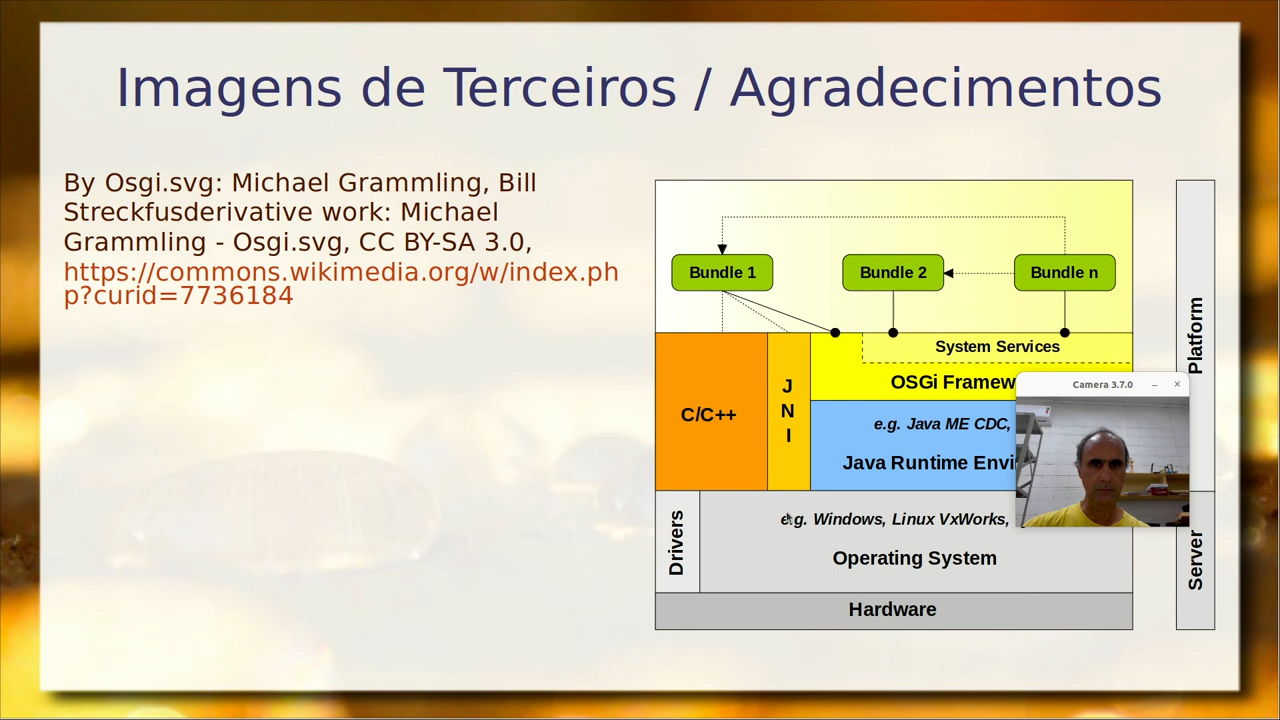 Imagens de Terceiros / Agradecimentos
By Osgi.svg: Michael Grammling, Bill
Streckfusderivative work: Michael
Grammling - Osgi.svg, CC BY-SA 3.0,
https://commons.wikimedia.org/w/index.ph
p?curid=7736184
Bundle 1
Bundle 2
Bundle n
System Services
OSGi Framew
C/C++
J
N
I
e.g. Java ME CDC,
Java Runtime Envi
Drivers
e.g. Windows, Linux VxWorks,
Operating System
Hardware
Platform
Server
Camera 3.7.0